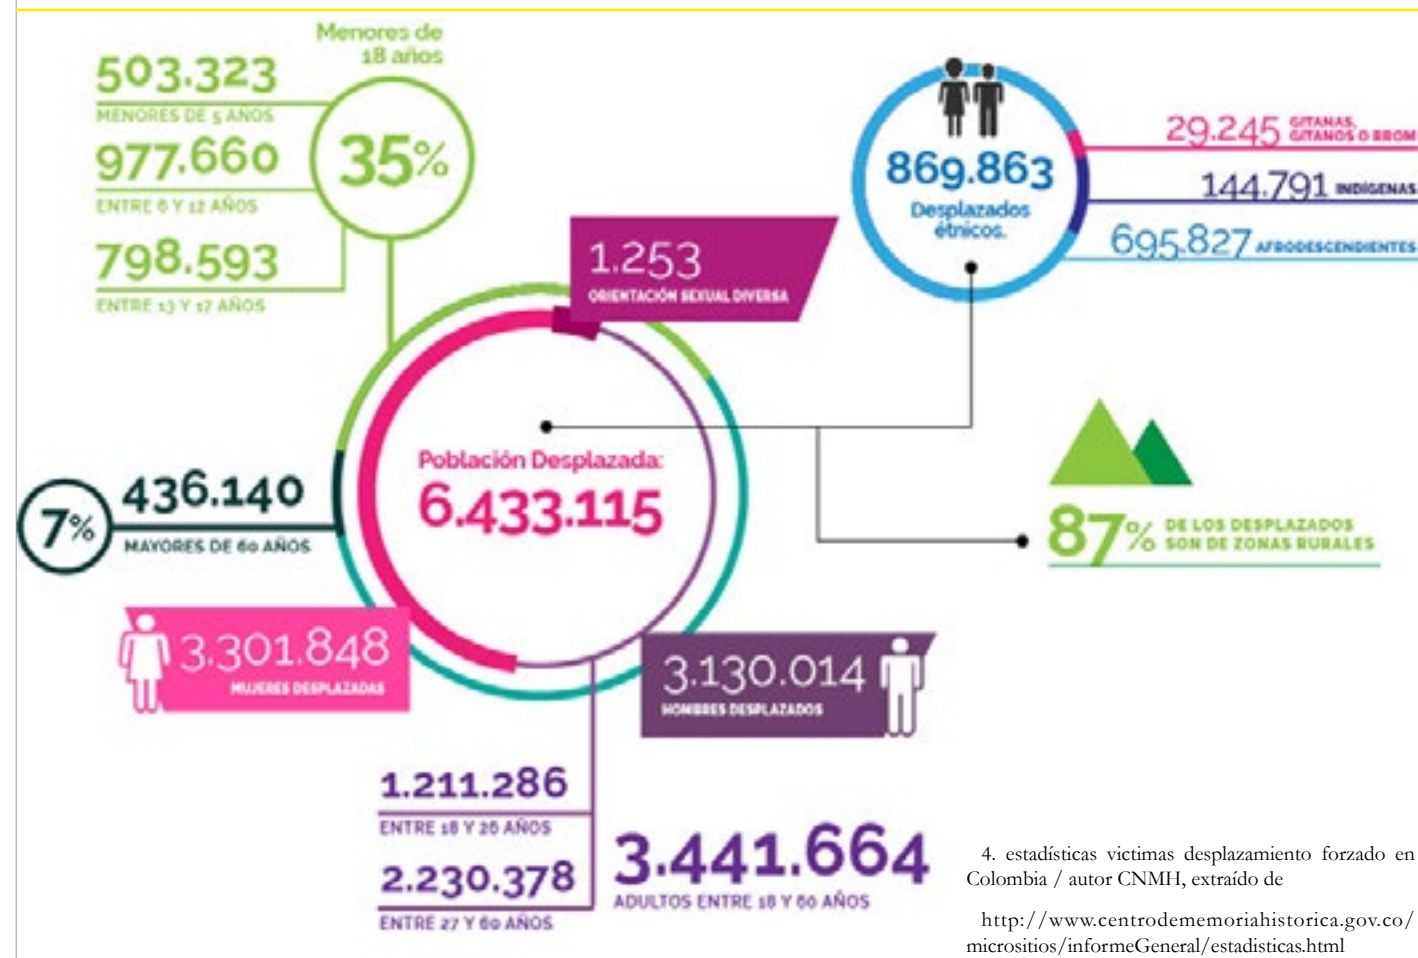 Menores de
18 años
35%
503.323
MENORES DE 5 AÑOS
977.660
ENTRE 6 Y 12 AÑOS
798.593
ENTRE 13 Y 17 AÑOS
869.863
Desplazados
étnicos.
29.245 GITANAS,
GITANOS O RROM
144.791 INDÍGENAS
695.827 AFRODESCENDIENTES
1.253
ORIENTACIÓN SEXUAL DIVERSA
Población Desplazada:
6.433.115
7%
436.140
MAYORES DE 60 AÑOS
87% DE LOS DESPLAZADOS
SON DE ZONAS RURALES
3.301.848
MUJERES DESPLAZADAS
3.130.014
HOMBRES DESPLAZADOS
1.211.286
ENTRE 18 Y 26 AÑOS
2.230.378
ENTRE 27 Y 60 AÑOS
3.441.664
ADULTOS ENTRE 18 Y 60 AÑOS
4. estadísticas victimas desplazamiento forzado en
Colombia / autor CNMH, extraído de
http://www.centrodememoriahistorica.gov.co/
micrositios/informeGeneral/estadisticas.html